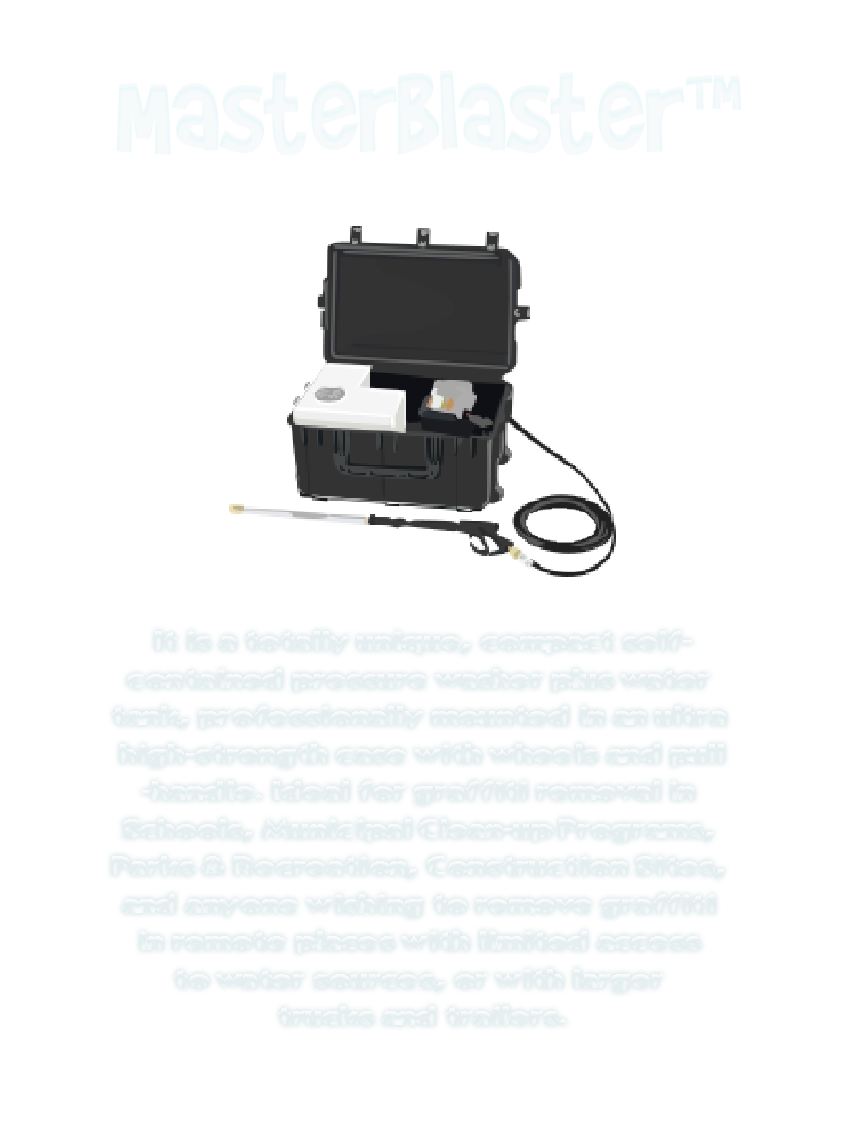 MasterBlaster™
It is a totally unique, compact self-
contained pressure washer plus water
tank, professionally mounted in an ultra
high-strength case with wheels and pull
-handle. Ideal for graffiti removal in
Schools, Municipal Clean-up Programs,
Parks & Recreation, Construction Sites,
and anyone wishing to remove graffiti
in remote places with limited access
to water sources, or with larger
trucks and trailers.